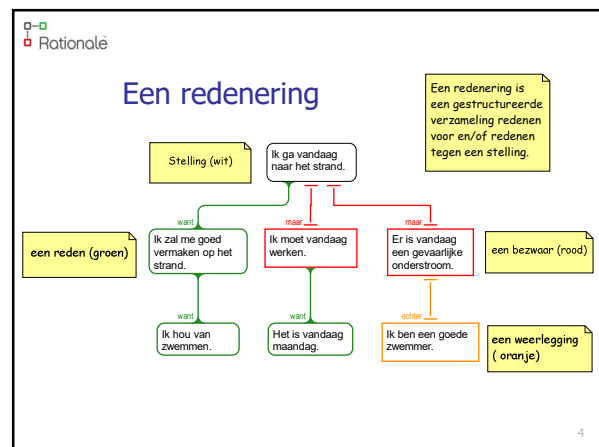 Rationale
Een redenering
Een redenering is
een gestructureerde
verzameling redenen
voor en/of redenen
tegen een stelling.
Stelling (wit)
Ik ga vandaag
naar het strand.
want
maar
maar
een reden (groen)
Ik zal me goed
vermaken op het
strand.
Ik moet vandaag
werken.
Er is vandaag
een gevaarlijke
onderstroom.
een bezwaar (rood)
want
want
echter
Ik hou van
zwemmen.
Het is vandaag
maandag.
Ik ben een goede
zwemmer.
een weerlegging
( oranje)
4